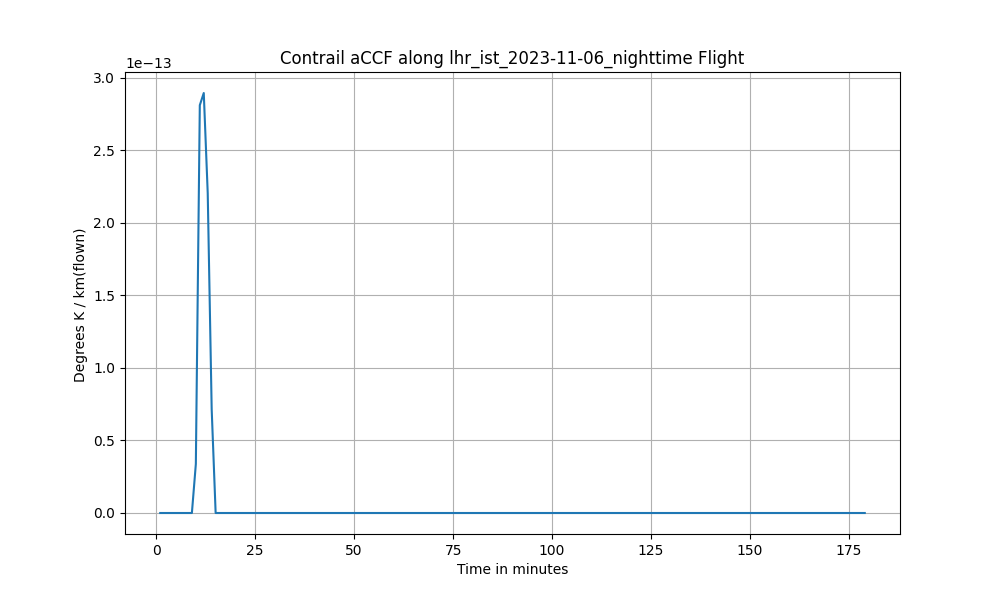 Contrail aCCF along lhr_ist_2023-11-06_nighttime Flight
1e−13
3.0
2.5
2.0
1.5
1.0
0.5
0.0
Degrees K / km(flown)
0 25 50 75 100 125 150 175
Time in minutes